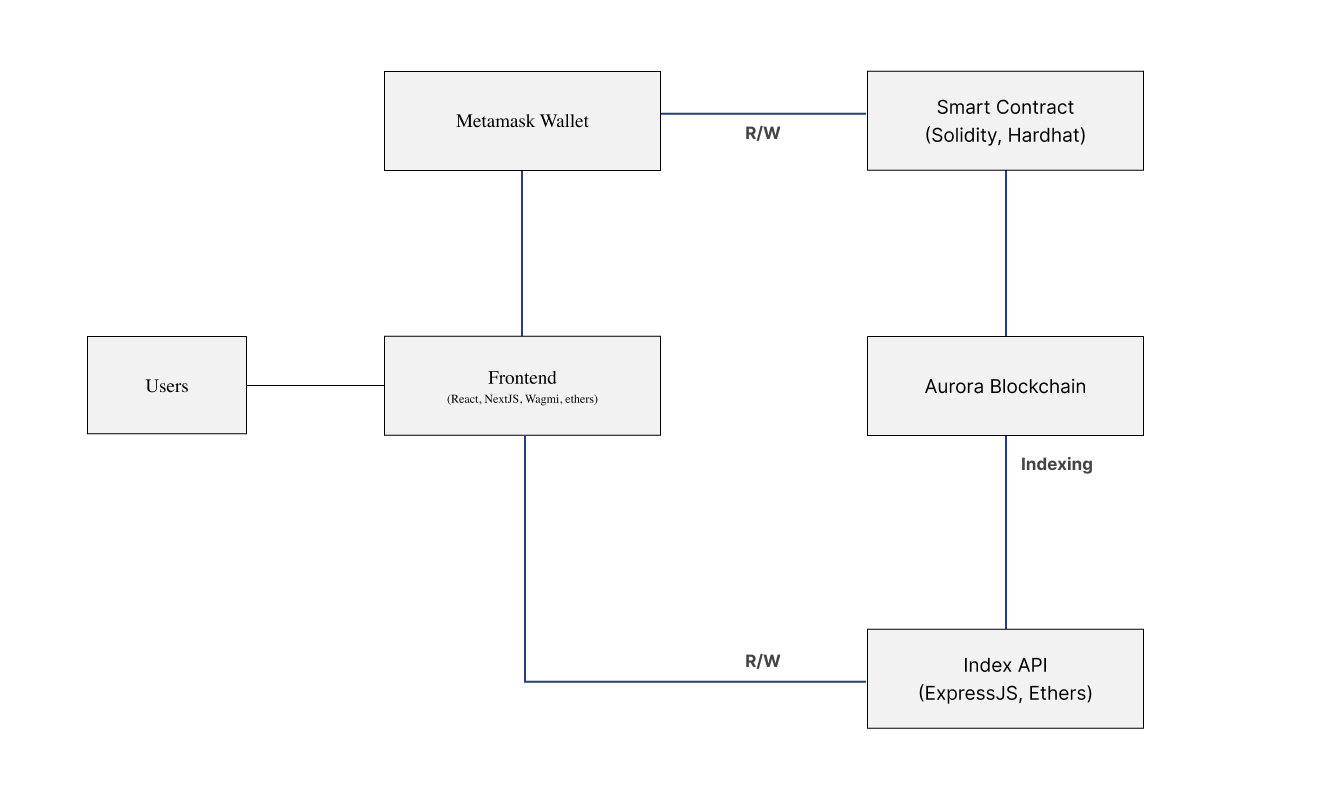 Metamask Wallet
R/W
Smart Contract
(Solidity, Hardhat)
Users
Frontend
(React, NextJS, Wagmi, ethers)
Aurora Blockchain
Indexing
R/W
Index API
(ExpressJS, Ethers)